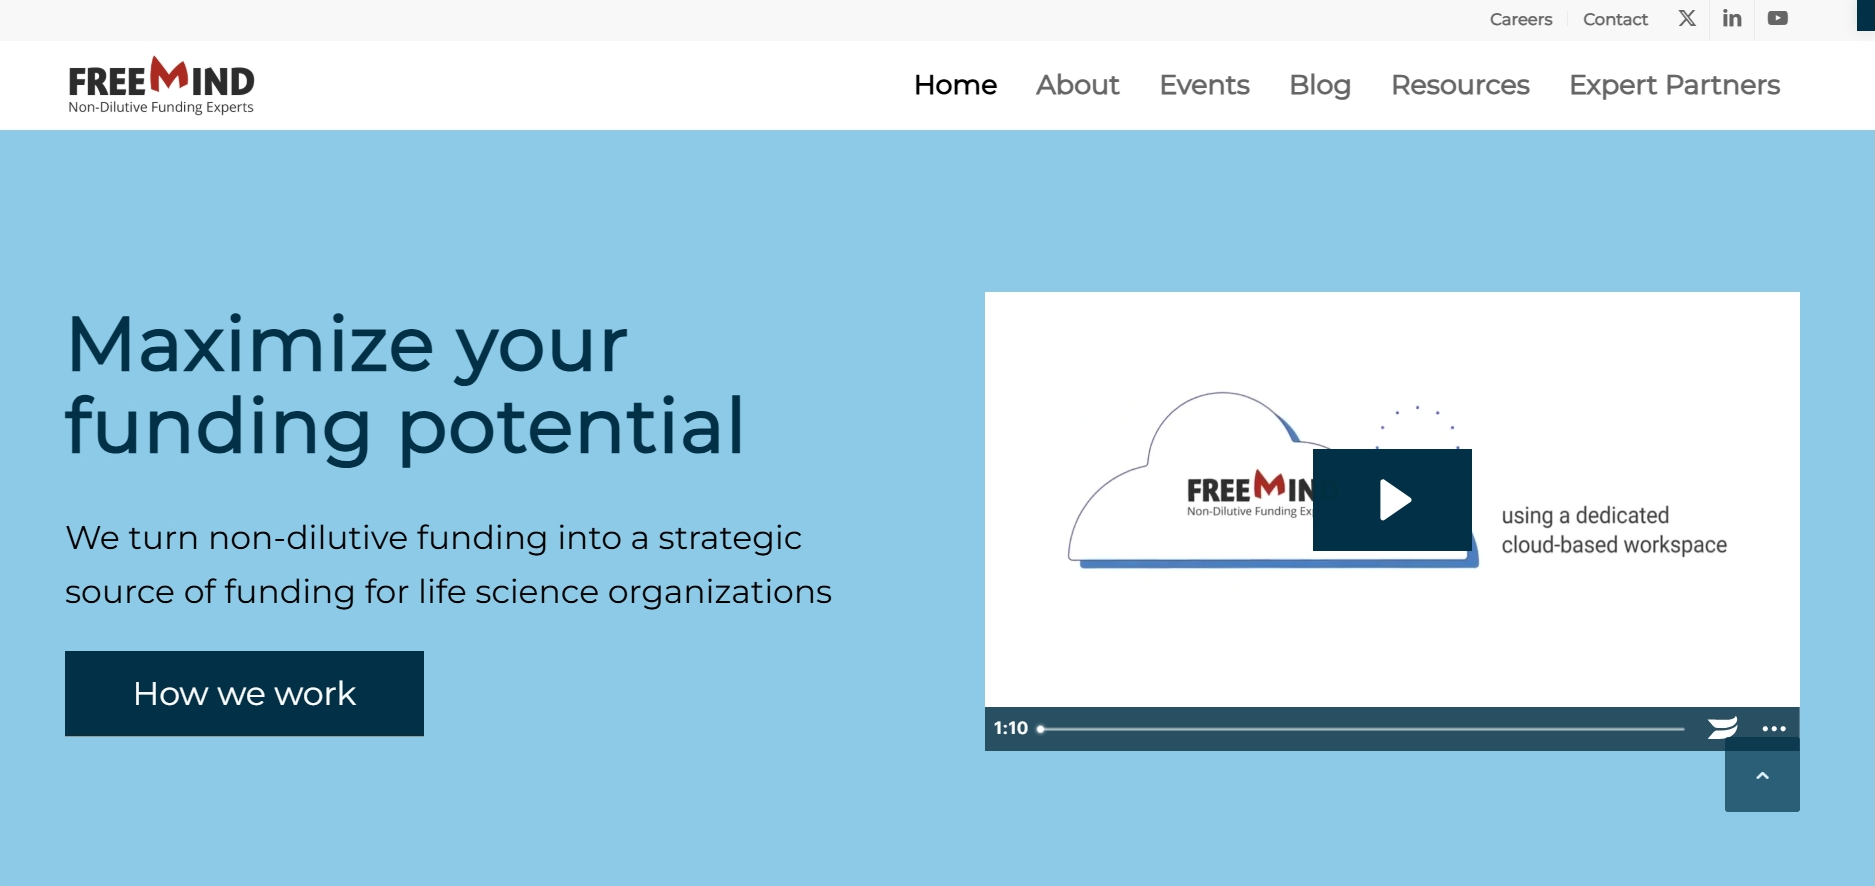 Careers Contact
FREEMIND
Non-Dilutive Funding Experts
Home About Events Blog Resources Expert Partners
Maximize your
funding potential
We turn non-dilutive funding into a strategic
source of funding for life science organizations
How we work
FREEMIND
Non-Dilutive Funding
using a dedicated
cloud-based workspace
1:10